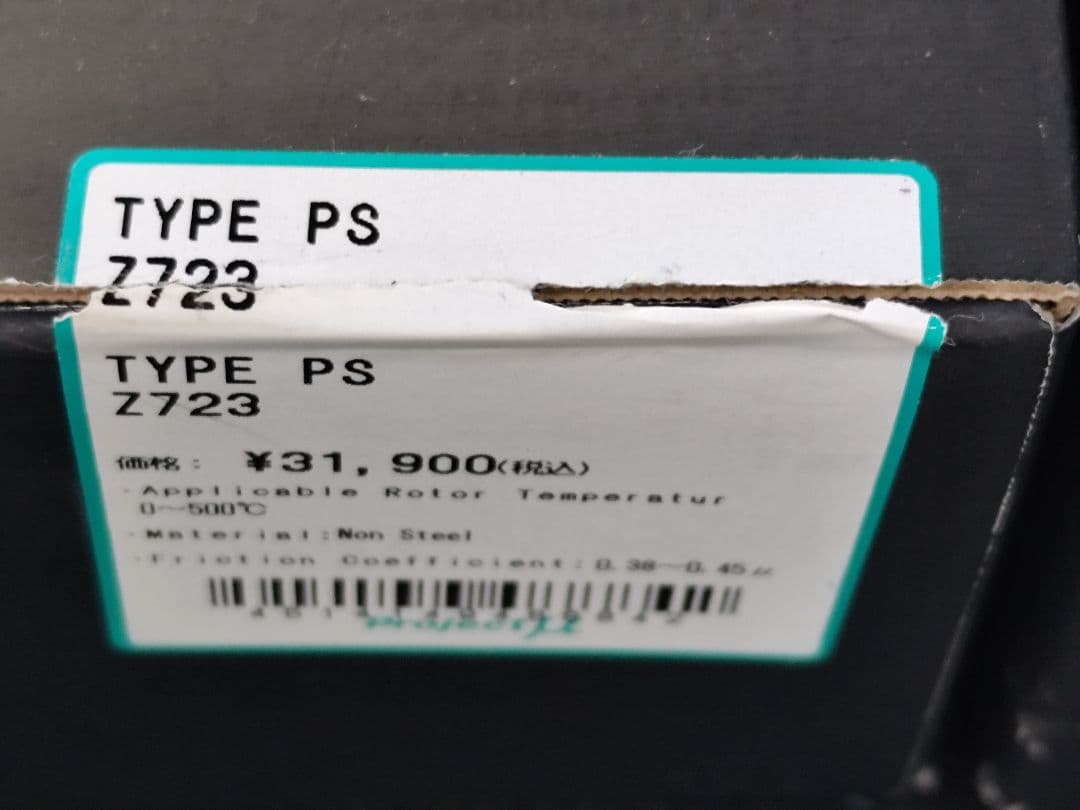 TYPE PS
Z723
TYPE PS
Z723
価格： ¥31,900(税込)
・Applicable Rotor Temperatur
0～500℃
・Material:Non Steel
・Friction Coefficient:0.38～0.45μ